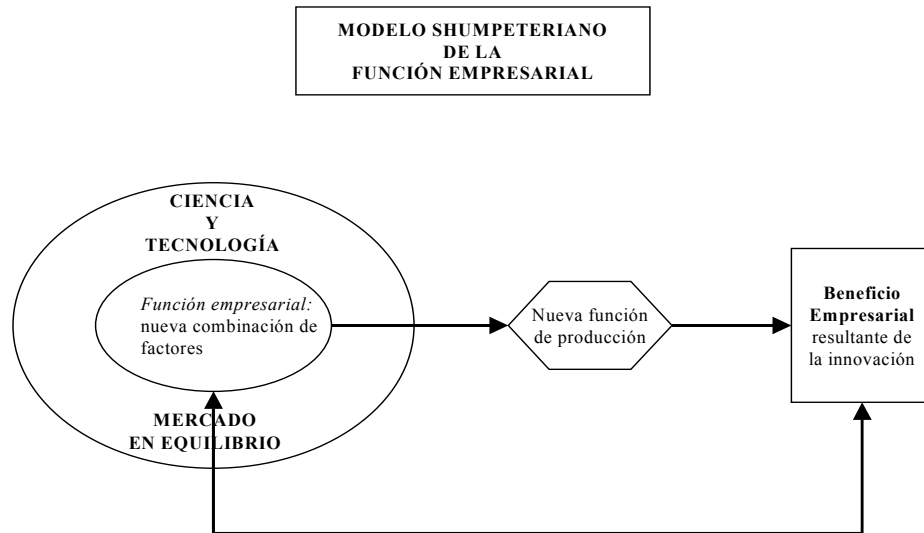 MODELO SHUMPETERIANO
DE LA
FUNCIÓN EMPRESARIAL
CIENCIA
Y
TECNOLOGÍA
Función empresarial:
nueva combinación de
factores
MERCADO
EN EQUILIBRIO
Nueva función
de producción
Beneficio
Empresarial
resultante de
la innovación